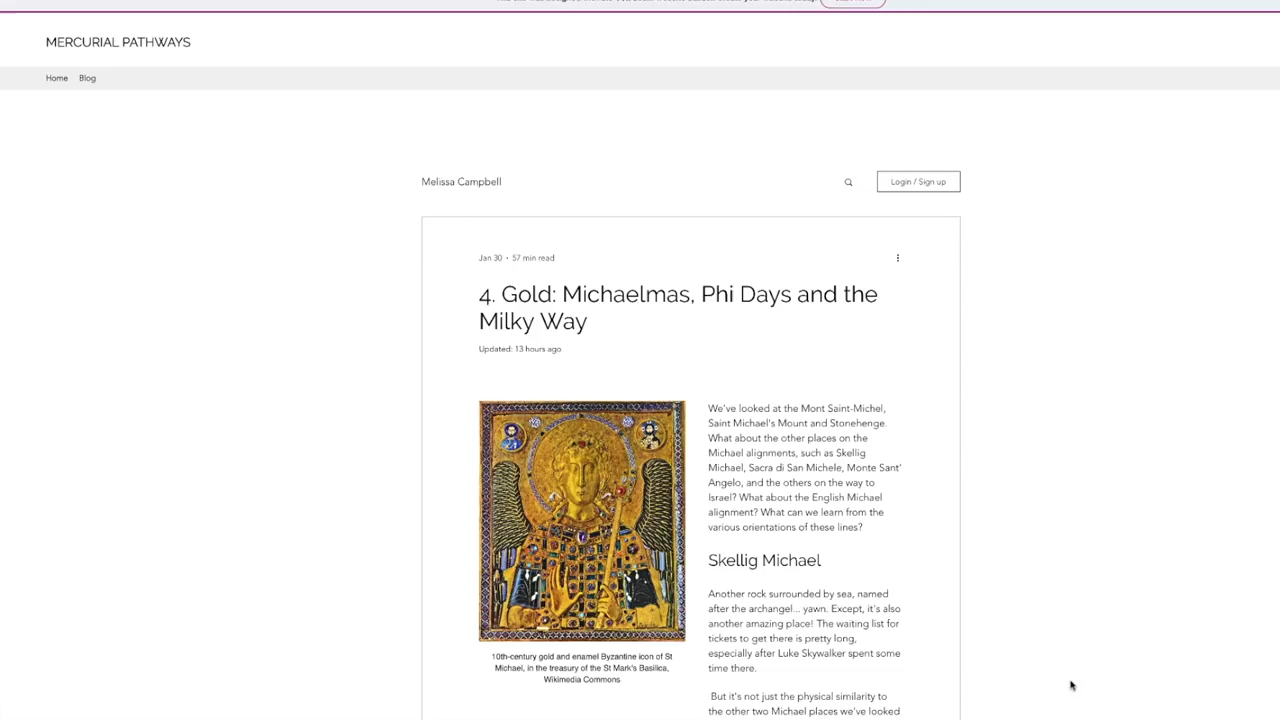 MERCURIAL PATHWAYS
Home Blog
Melissa Campbell
Login / Sign up
Jan 30 · 57 min read
4. Gold: Michaelmas, Phi Days and the
Milky Way
Updated: 13 hours ago
We've looked at the Mont Saint-Michel,
Saint Michael's Mount and Stonehenge.
What about the other places on the
Michael alignments, such as Skellig
Michael, Sacra di San Michele, Monte Sant'
Angelo, and the others on the way to
Israel? What about the English Michael
alignment? What can we learn from the
various orientations of these lines?
Skellig Michael
Another rock surrounded by sea, named
after the archangel... yawn. Except, it's also
another amazing place! The waiting list for
tickets to get there is pretty long,
especially after Luke Skywalker spent some
time there.
But it's not just the physical similarity to
the other two Michael places we've looked
10th-century gold and enamel Byzantine icon of St
Michael, in the treasury of the St Mark's Basilica,
Wikimedia Commons